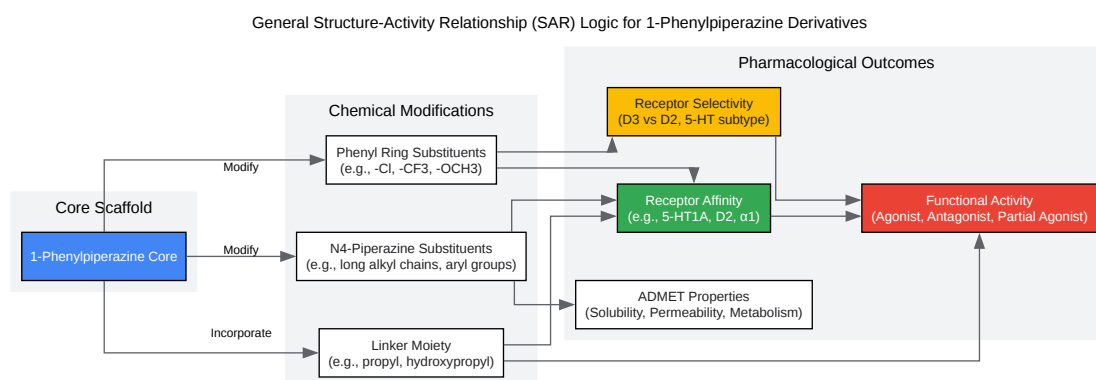 General Structure-Activity Relationship (SAR) Logic for 1-Phenylpiperazine Derivatives
Core Scaffold
1-Phenylpiperazine Core
Modify
Modify
Incorporate
Chemical Modifications
Phenyl Ring Substituents
(e.g., -Cl, -CF3, -OCH3)
N4-Piperazine Substituents
(e.g., long alkyl chains, aryl groups)
Linker Moiety
(e.g., propyl, hydroxypropyl)
Pharmacological Outcomes
Receptor Selectivity
(D3 vs D2, 5-HT subtype)
Receptor Affinity
(e.g., 5-HT1A, D2, α1)
ADMET Properties
(Solubility, Permeability, Metabolism)
Functional Activity
(Agonist, Antagonist, Partial Agonist)